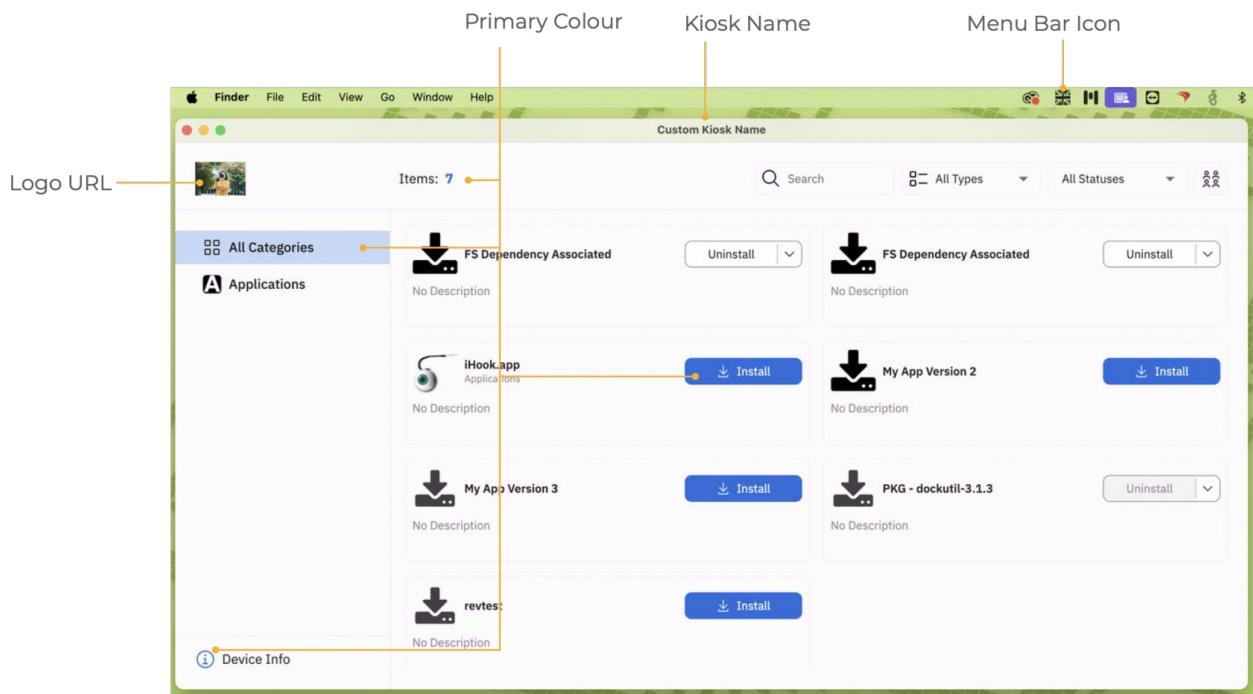 Primary Colour
Kiosk Name
Menu Bar Icon
Finder File Edit View Go Window Help
Custom Kiosk Name
Logo URL
Items: 7
Search
All Types
All Statuses
All Categories
Applications
FS Dependency Associated
Uninstall
No Description
FS Dependency Associated
Uninstall
No Description
iHook.app
Applications
Install
No Description
My App Version 2
Install
No Description
My App Version 3
Install
No Description
PKG - dockutil-3.1.3
Uninstall
No Description
revtest
Install
No Description
Device Info